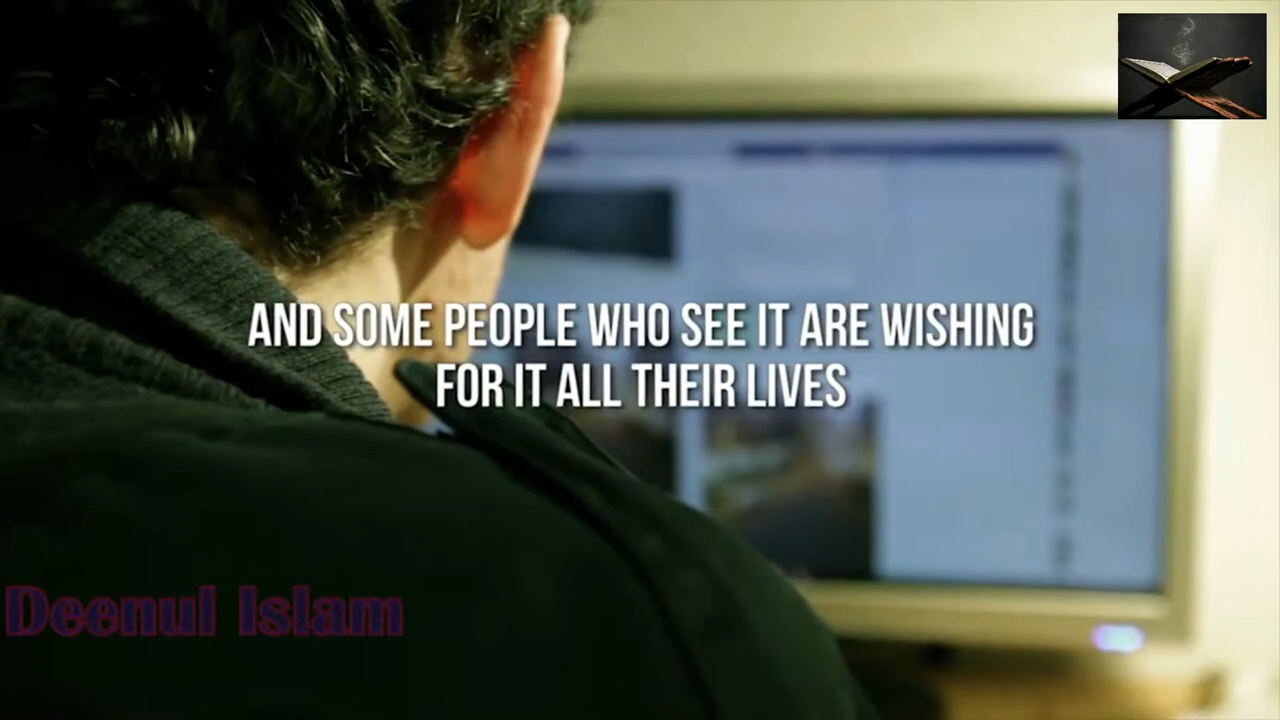 AND SOME PEOPLE WHO SEE IT ARE WISHING
FOR IT ALL THEIR LIVES
Deenul Islam